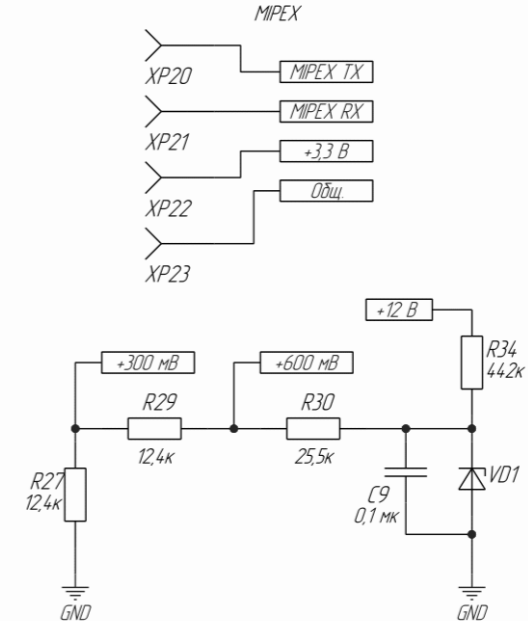 MIPEX
XP20
MIPEX TX
XP21
MIPEX RX
XP22
+3,3 В
XP23
Общ.
+12 В
R34
442к
+300 мВ
+600 мВ
R29
12,4к
R30
25,5к
R27
12,4к
C9
0,1 мк
VD1
GND
GND